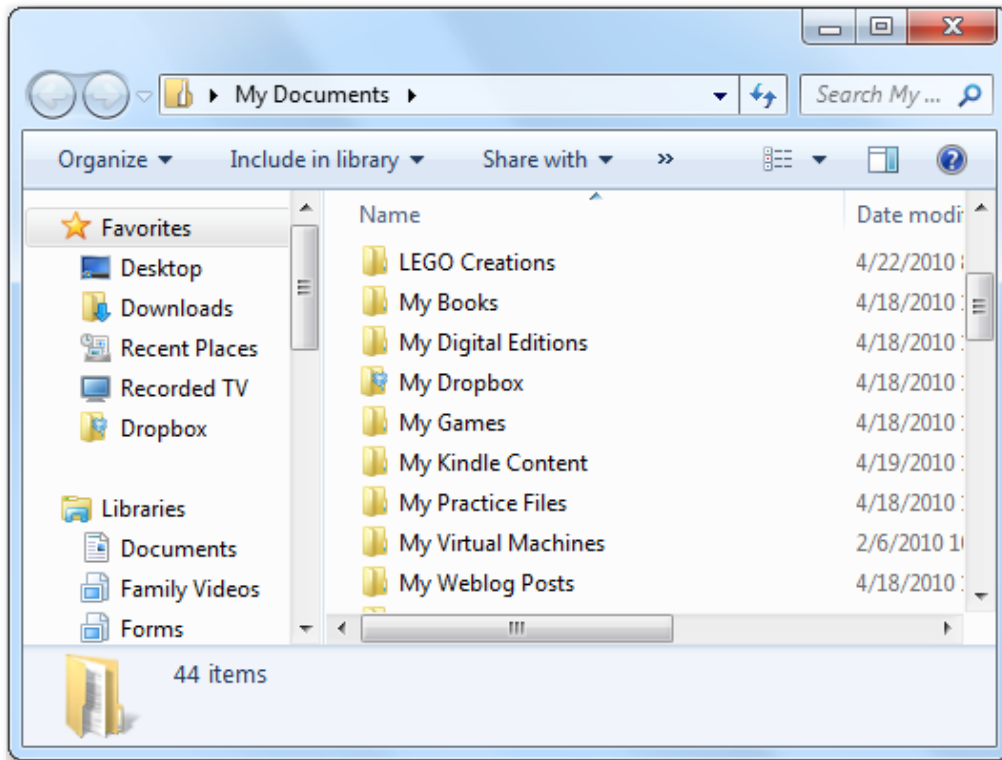 My Documents
Search My ...
Organize Include in library Share with »
Name Date modi
Favorites
Desktop
Downloads
Recent Places
Recorded TV
Dropbox
Libraries
Documents
Family Videos
Forms
LEGO Creations 4/22/2010
My Books 4/18/2010
My Digital Editions 4/18/2010
My Dropbox 4/18/2010
My Games 4/18/2010
My Kindle Content 4/19/2010
My Practice Files 4/18/2010
My Virtual Machines 2/6/2010
My Weblog Posts 4/18/2010
44 items